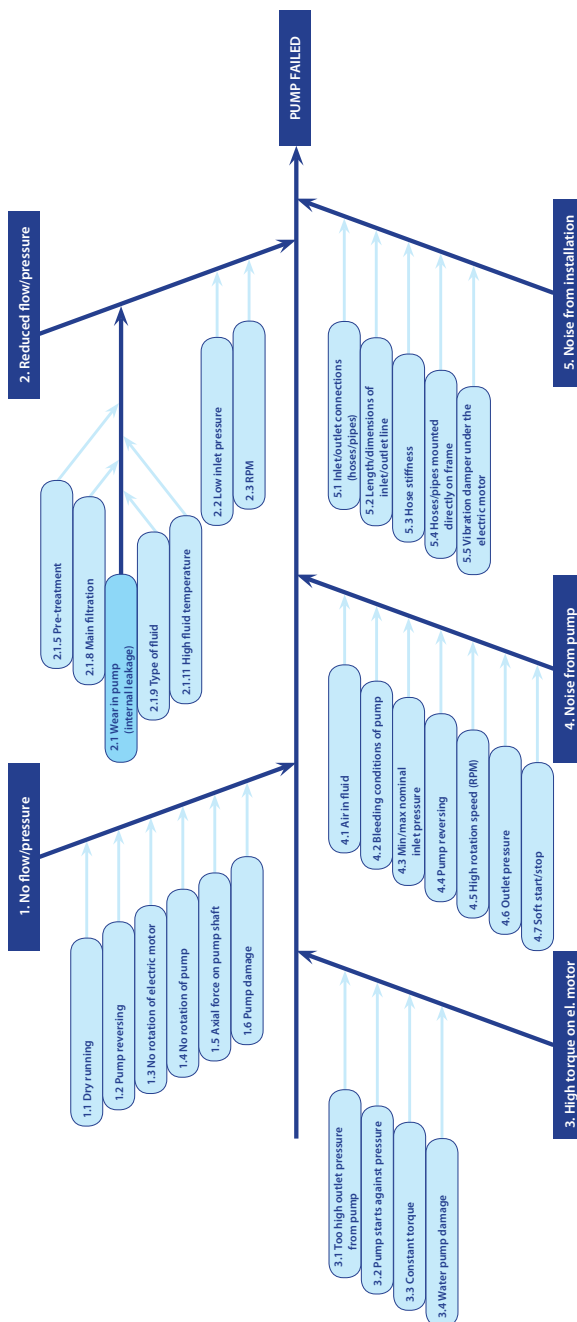 PUMP FAILED
1. No flow/pressure
1.1 Dry running
1.2 Pump reversing
1.3 No rotation of electric motor
1.4 No rotation of pump
1.5 Axial force on pump shaft
1.6 Pump damage
2. Reduced flow/pressure
2.1.5 Pre-treatment
2.1.8 Main filtration
2.1 Wear in pump
(internal leakage)
2.1.9 Type of fluid
2.1.11 High fluid temperature
2.2 Low inlet pressure
2.3 RPM
3.1 Too high outlet pressure
from pump
3.2 Pump starts against pressure
3.3 Constant torque
3.4 Water pump damage
3. High torque on el. motor
4.1 Air in fluid
4.2 Bleeding conditions of pump
4.3 Min/max nominal
inlet pressure
4.4 Pump reversing
4.5 High rotation speed (RPM)
4.6 Outlet pressure
4.7 Soft start/stop
4. Noise from pump
5.1 Inlet/outlet connections
(hoses/pipes)
5.2 Length/dimensions of
inlet/outlet line
5.3 Hose stiffness
5.4 Hoses/pipes mounted
directly on frame
5.5 Vibration damper under the
electric motor
5. Noise from installation